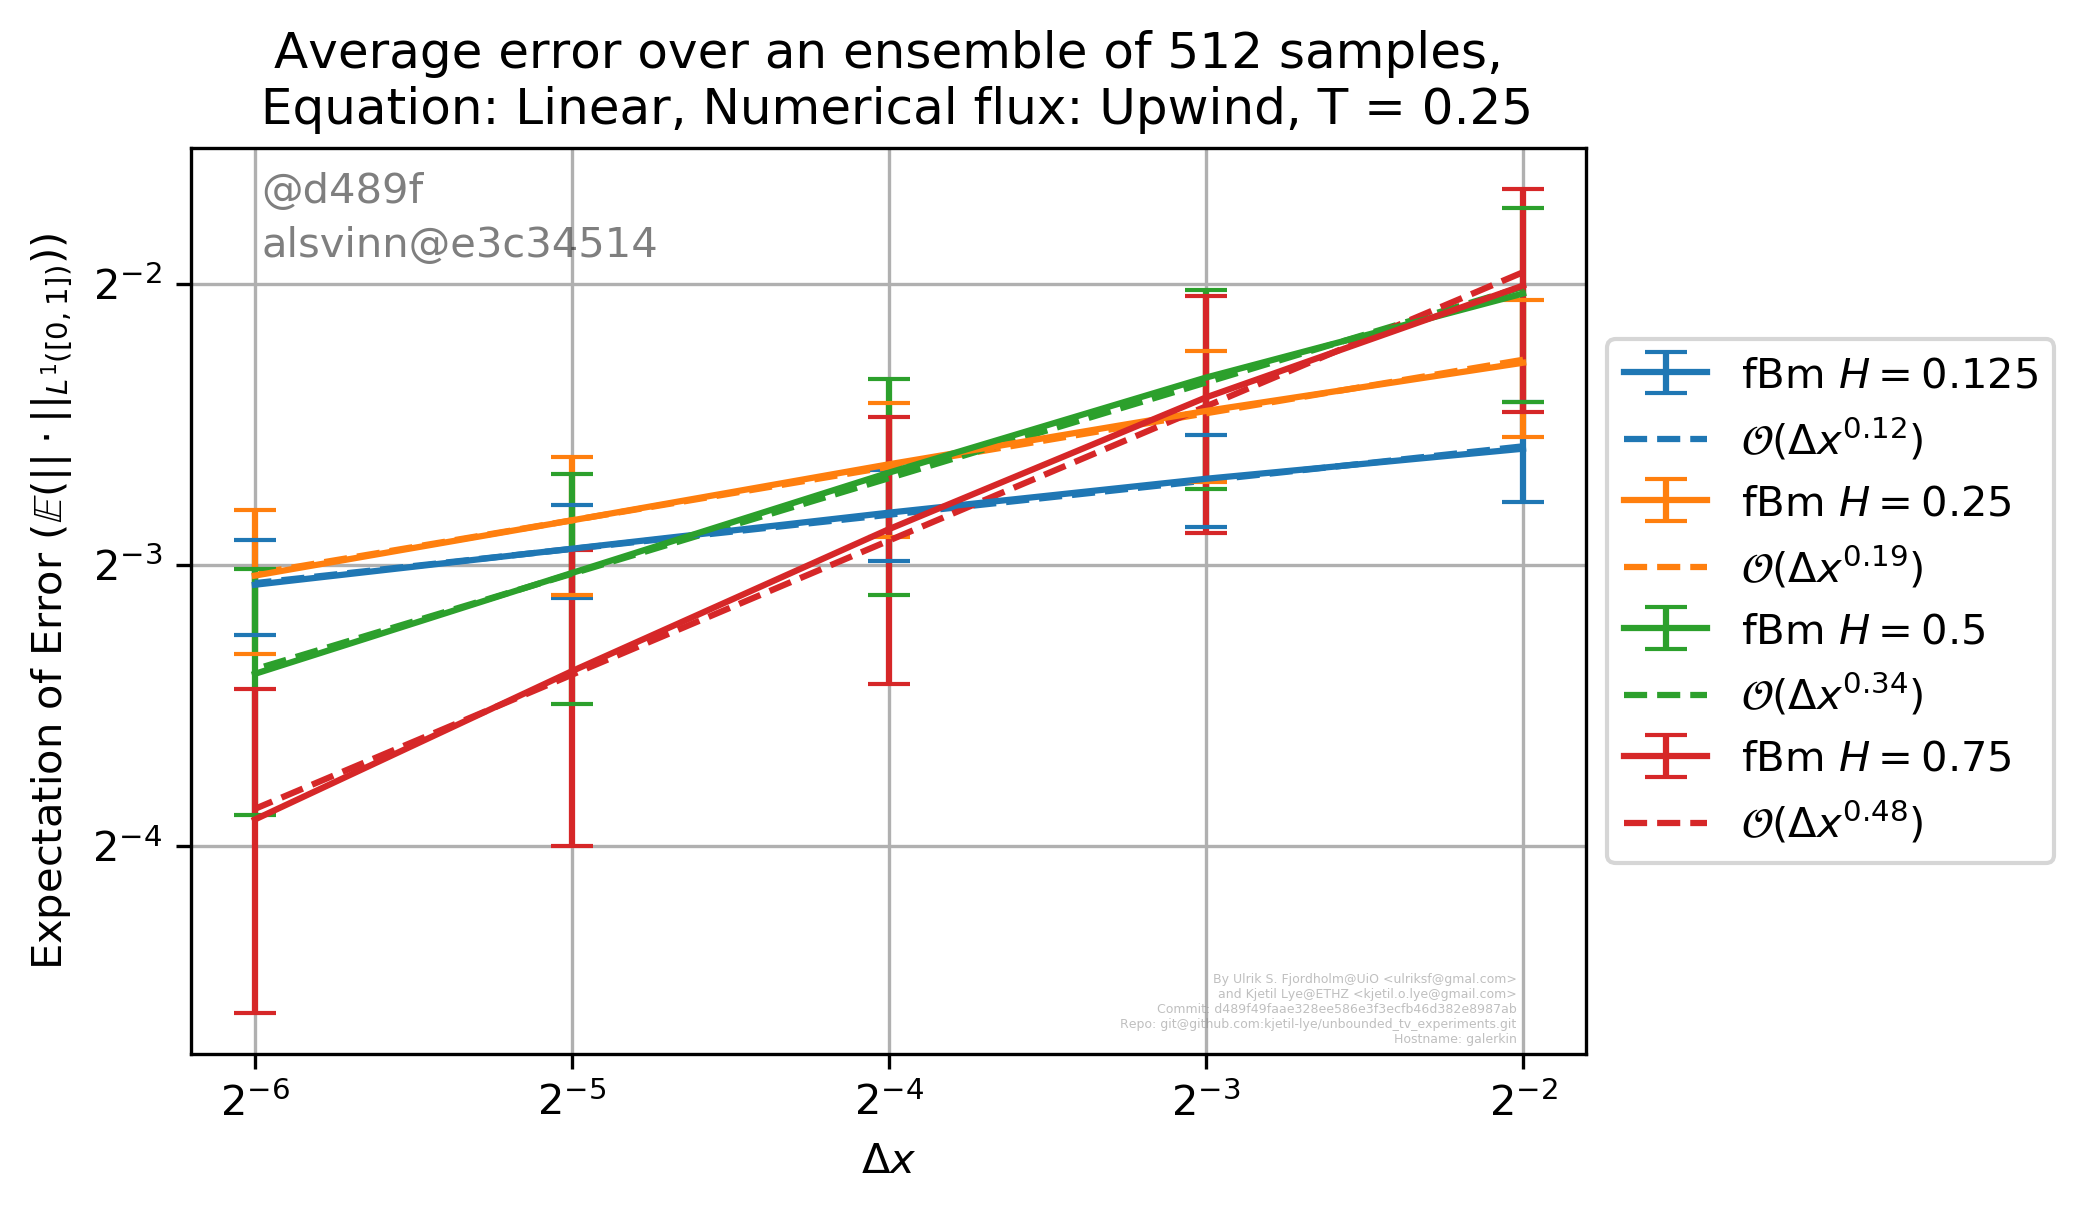 Average error over an ensemble of 512 samples,
Equation: Linear, Numerical flux: Upwind, T = 0.25
@d489f
alsvinn@e3c34514
Expectation of Error (𝔼(|| · ||_{L^1([0, 1])}))
2^{-2}
2^{-3}
2^{-4}
2^{-6}
2^{-5}
2^{-4}
2^{-3}
2^{-2}
Δx
fBm H = 0.125
𝒪(Δx^{0.12})
fBm H = 0.25
𝒪(Δx^{0.19})
fBm H = 0.5
𝒪(Δx^{0.34})
fBm H = 0.75
𝒪(Δx^{0.48})
By Ulrik S. Fjordholm@UiO <ulriksf@gmal.com>
and Kjetil Lye@ETHZ <kjetil.o.lye@gmail.com>
Commit: d489f49faae328ee586e3f3ecfb46d382e8987ab
Repo: git@github.com:kjetil-lye/unbounded_tv_experiments.git
Hostname: galerkin